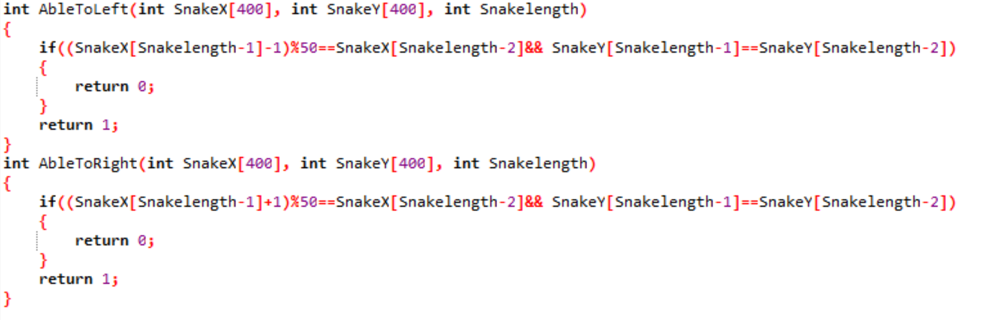 int AbleToLeft(int SnakeX[400], int SnakeY[400], int Snakelength)
{
    if((SnakeX[Snakelength-1]-1)%50==SnakeX[Snakelength-2]&& SnakeY[Snakelength-1]==SnakeY[Snakelength-2])
    {
        return 0;
    }
    return 1;
}
int AbleToRight(int SnakeX[400], int SnakeY[400], int Snakelength)
{
    if((SnakeX[Snakelength-1]+1)%50==SnakeX[Snakelength-2]&& SnakeY[Snakelength-1]==SnakeY[Snakelength-2])
    {
        return 0;
    }
    return 1;
}